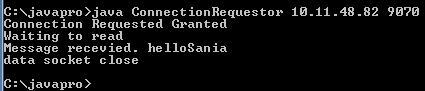 C:\javapro>java ConnectionRequestor 10.11.48.82 9070
Connection Requested Granted
Waiting to read
Message recevied. helloSania
data socket close
C:\javapro>